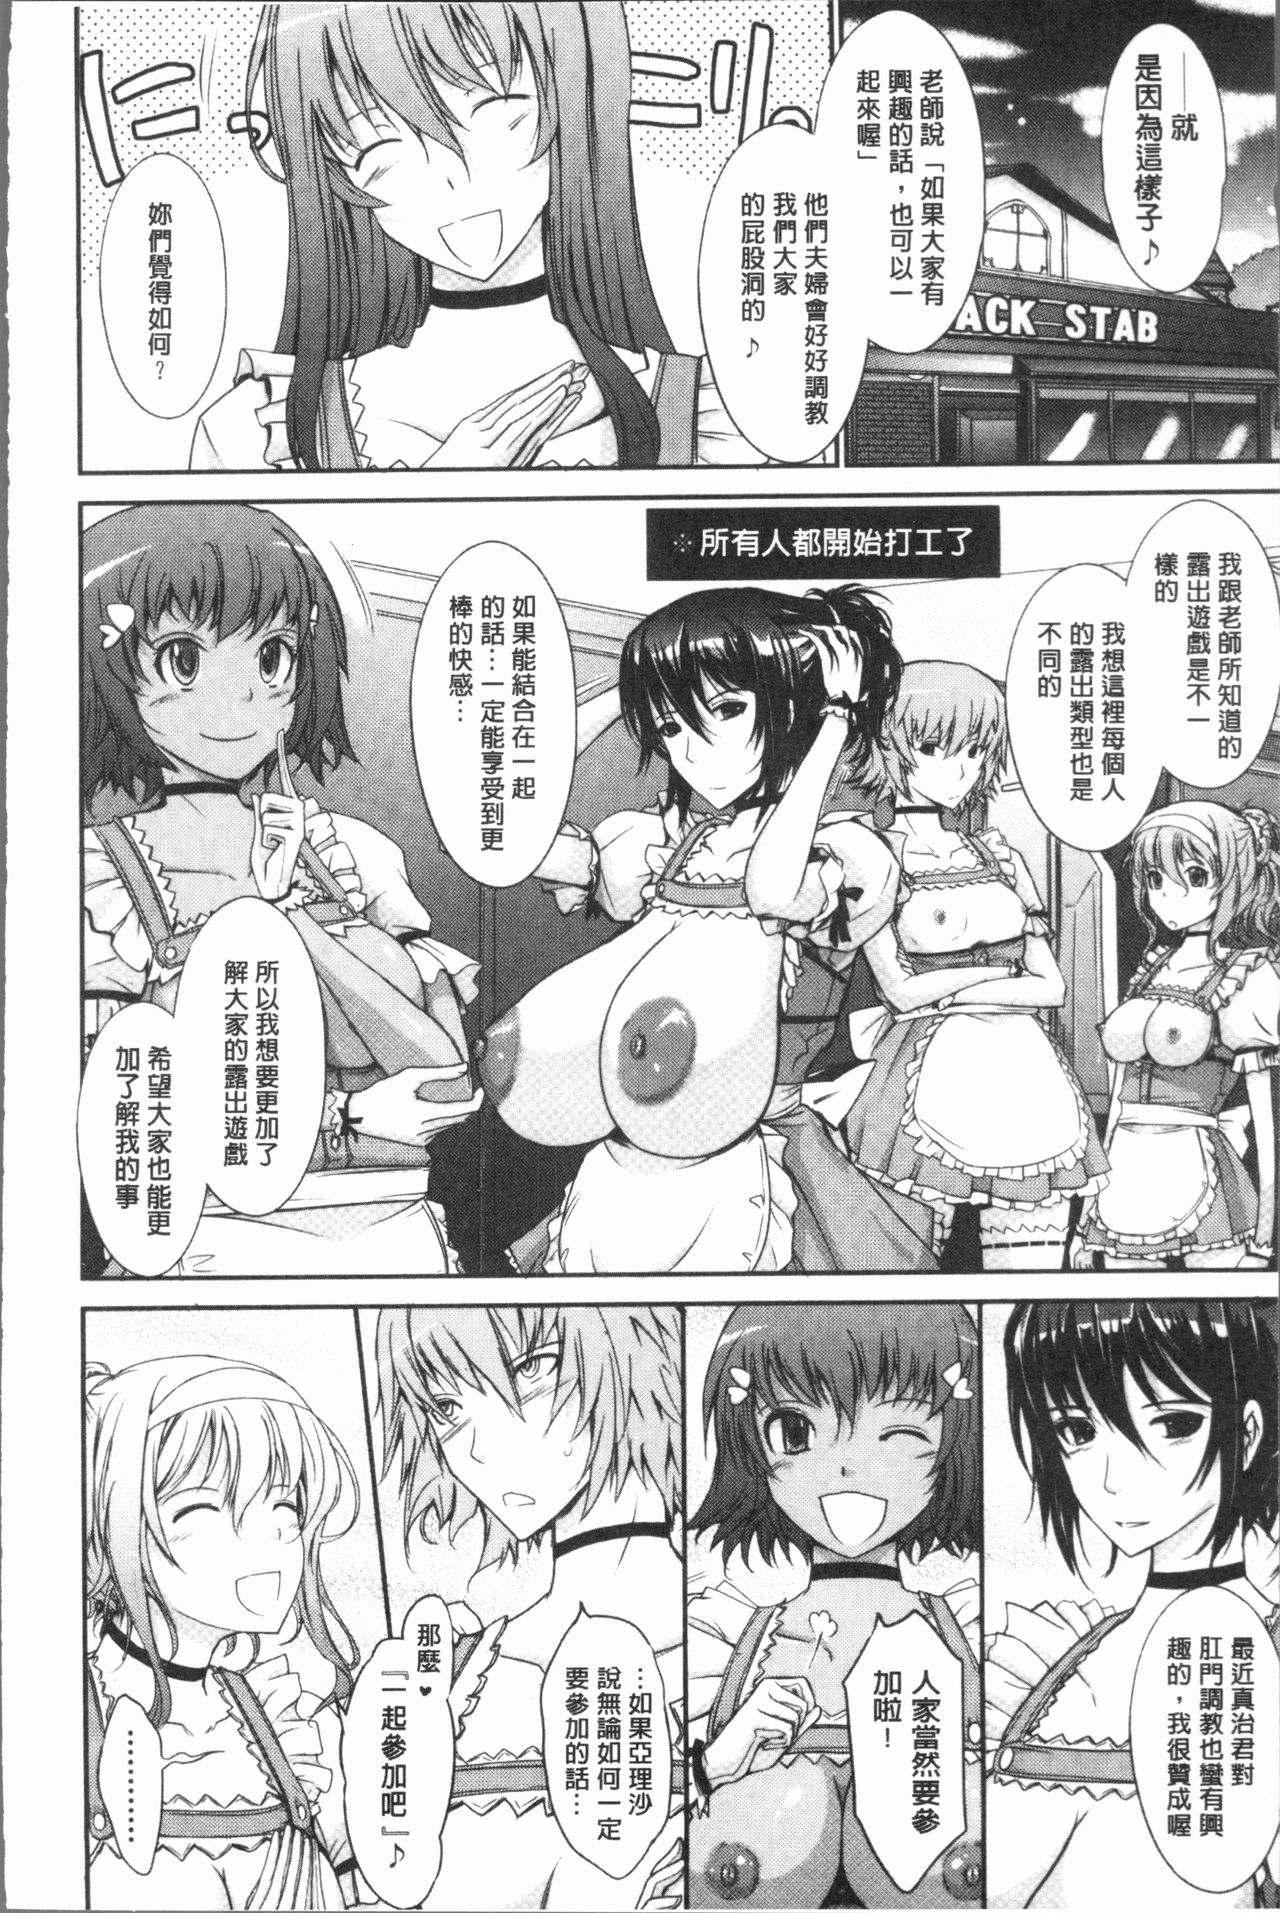 ——就
是因為這樣子♪
ACK STAB
老師說「如果大家有
興趣的話，也可以一
起來喔」
他們夫婦會好好調教
我們大家
的屁股洞的♪
にこっ
ニリ
妳們覺得如何？
※所有人都開始打工了
我跟老師所知道的
露出遊戲是不一
樣的
我想這裡每個人
的露出類型也是
不同的
如果能結合在一起
的話…一定能享受到更
棒的快感…
所以我想要更加了
解大家的露出遊戲
希望大家也能更
加了解我的事
最近真治君對
肛門調教也蠻有興
趣的，我很贊成喔
人家當然要參
加啦！
…如果亞理沙
說無論如何一定
要參加的話…
那麼♥
『一起參加吧』♪
………